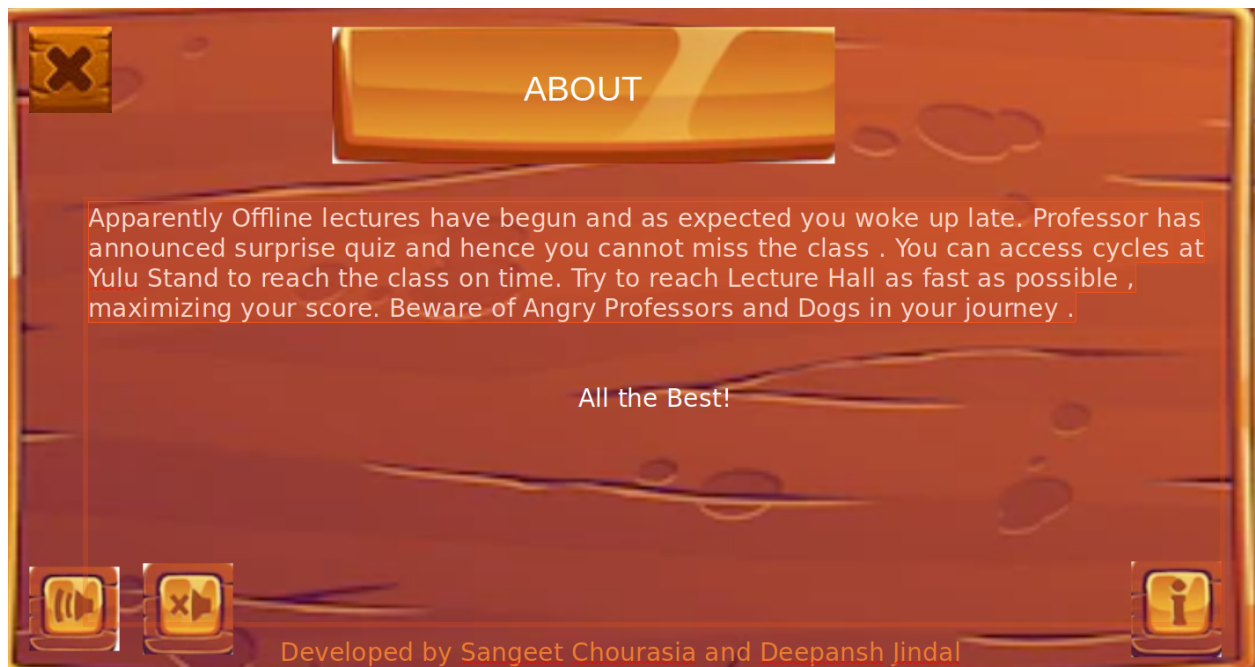 ABOUT
Apparently Offline lectures have begun and as expected you woke up late. Professor has
announced surprise quiz and hence you cannot miss the class . You can access cycles at
Yulu Stand to reach the class on time. Try to reach Lecture Hall as fast as possible ,
maximizing your score. Beware of Angry Professors and Dogs in your journey .
All the Best!
Developed by Sangeet Chourasia and Deepansh Jindal